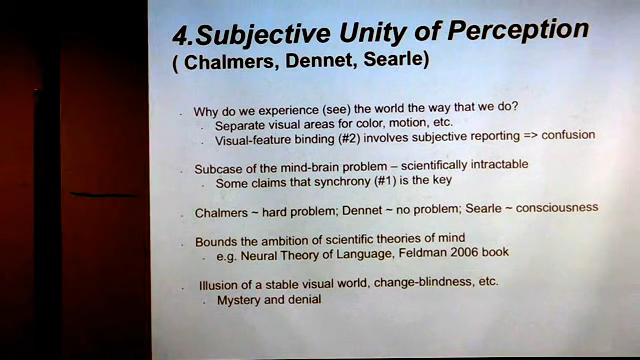 4.Subjective Unity of Perception
( Chalmers, Dennet, Searle)
Why do we experience (see) the world the way that we do?
Separate visual areas for color, motion, etc.
Visual-feature binding (#2) involves subjective reporting => confusion
Subcase of the mind-brain problem – scientifically intractable
Some claims that synchrony (#1) is the key
Chalmers ~ hard problem; Dennet ~ no problem; Searle ~ consciousness
Bounds the ambition of scientific theories of mind
e.g. Neural Theory of Language, Feldman 2006 book
Illusion of a stable visual world, change-blindness, etc.
Mystery and denial